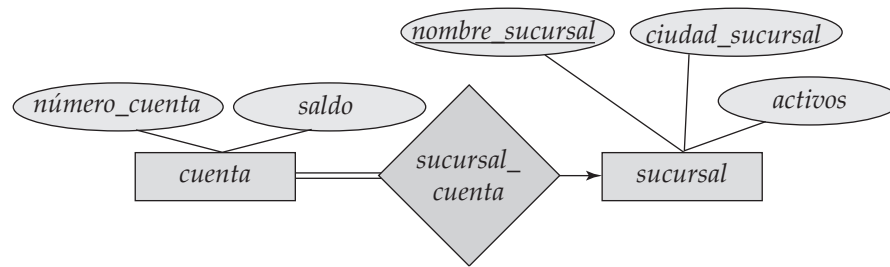 nombre_sucursal
ciudad_sucursal
número_cuenta
saldo
activos
cuenta
sucursal_
cuenta
sucursal